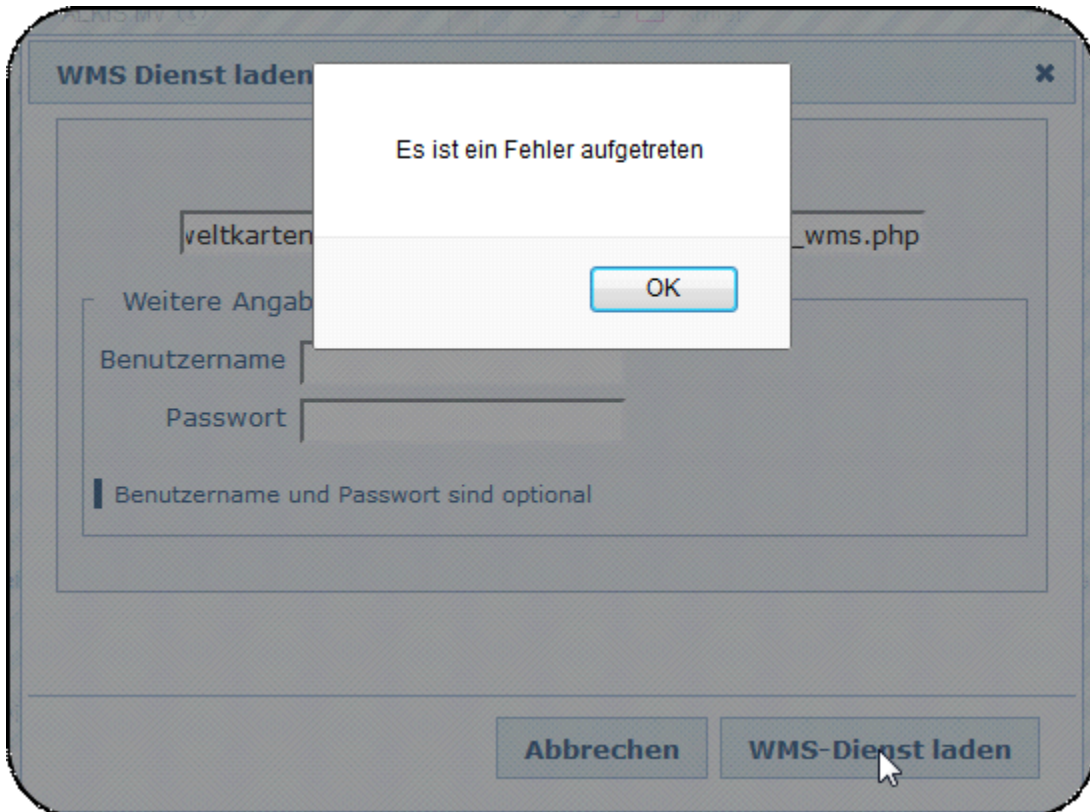 WMS Dienst laden
Es ist ein Fehler aufgetreten
weltkarten
_wms.php
OK
Weitere Angab
Benutzername
Passwort
Benutzername und Passwort sind optional
Abbrechen
WMS-Dienst laden